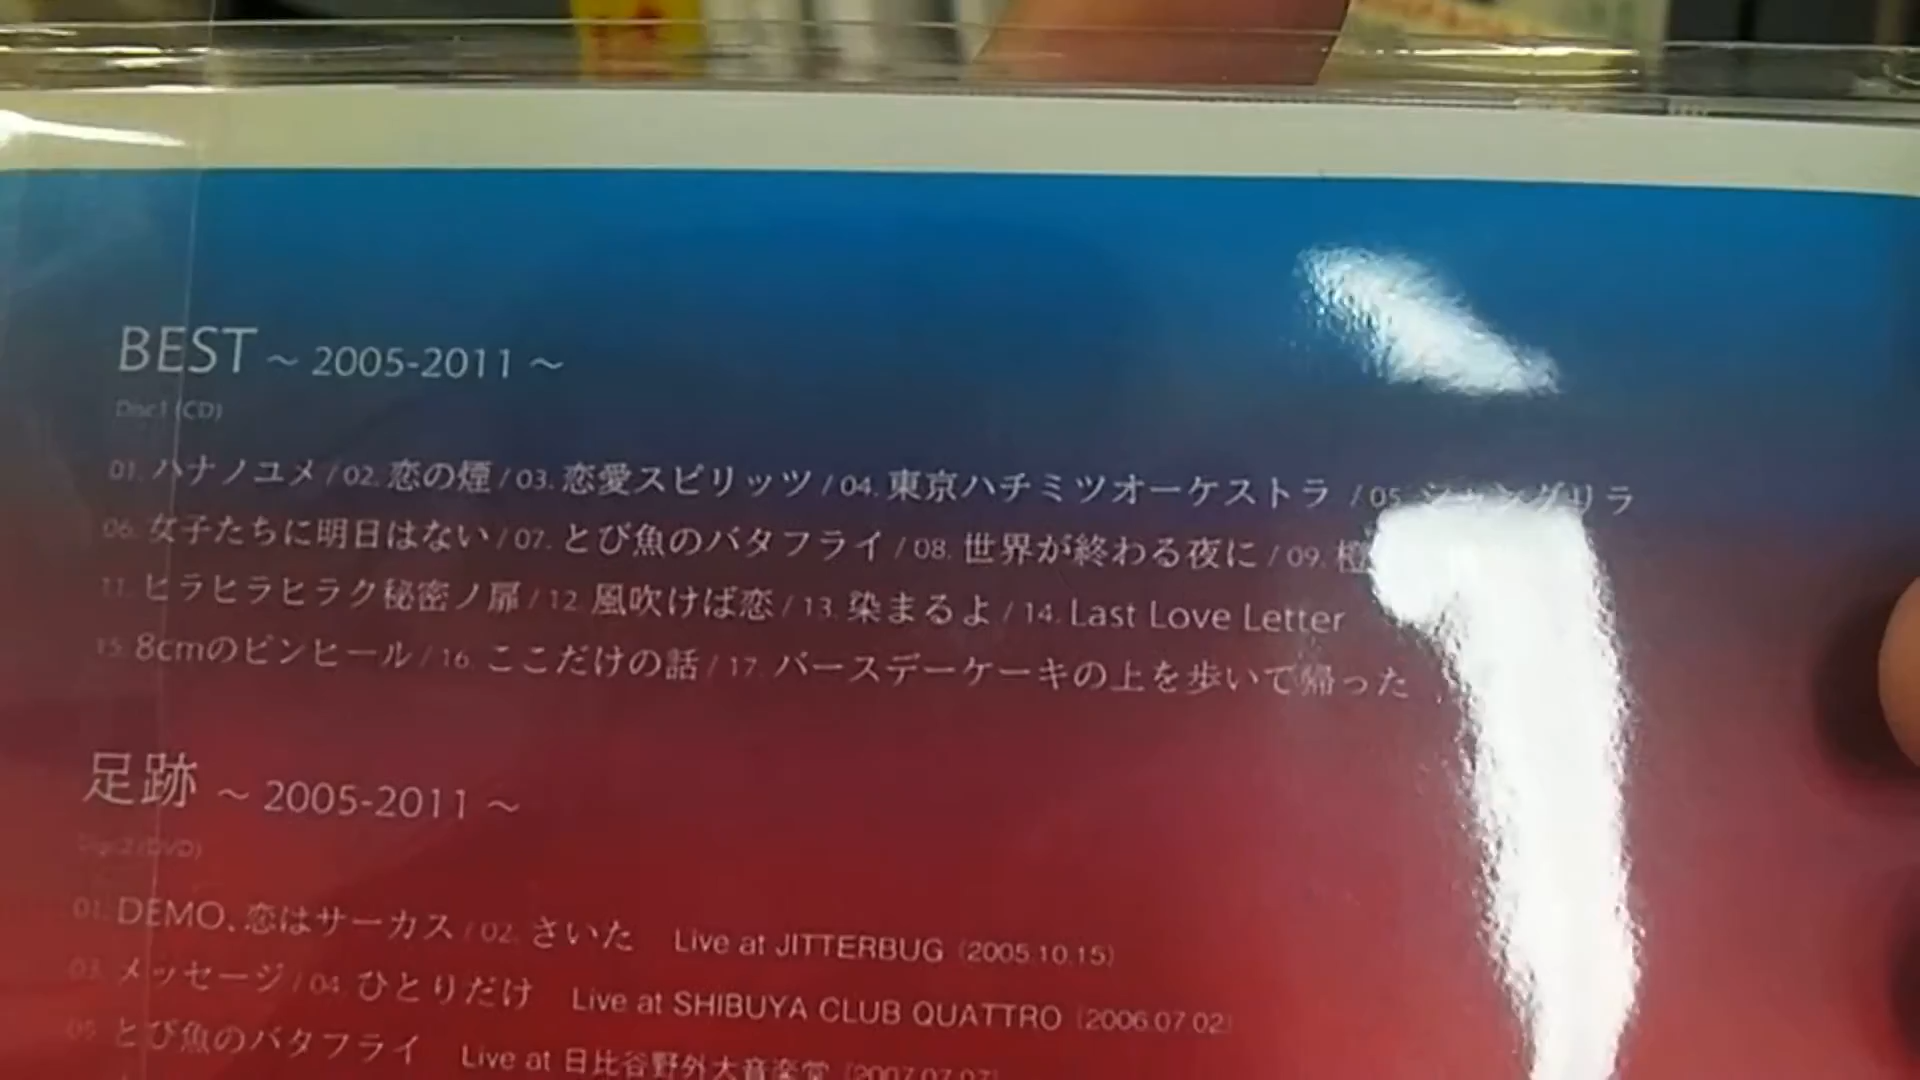 BEST ～ 2005-2011 ～
Disc1 (CD)
01. ハナノユメ / 02. 恋の煙 / 03. 恋愛スピリッツ / 04. 東京ハチミツオーケストラ / 05. シャングリラ
06. 女子たちに明日はない / 07. とび魚のバタフライ / 08. 世界が終わる夜に / 09. 橙
11. ヒラヒラヒラク秘密ノ扉 / 12. 風吹けば恋 / 13. 染まるよ / 14. Last Love Letter
15. 8cmのピンヒール / 16. ここだけの話 / 17. バースデーケーキの上を歩いて帰った
足跡 ～ 2005-2011 ～
Disc2 (DVD)
01. DEMO、恋はサーカス / 02. さいた Live at JITTERBUG (2005.10.15)
03. メッセージ / 04. ひとりだけ Live at SHIBUYA CLUB QUATTRO (2006.07.02)
05. とび魚のバタフライ Live at 日比谷野外大音楽堂 (2007.07.07)